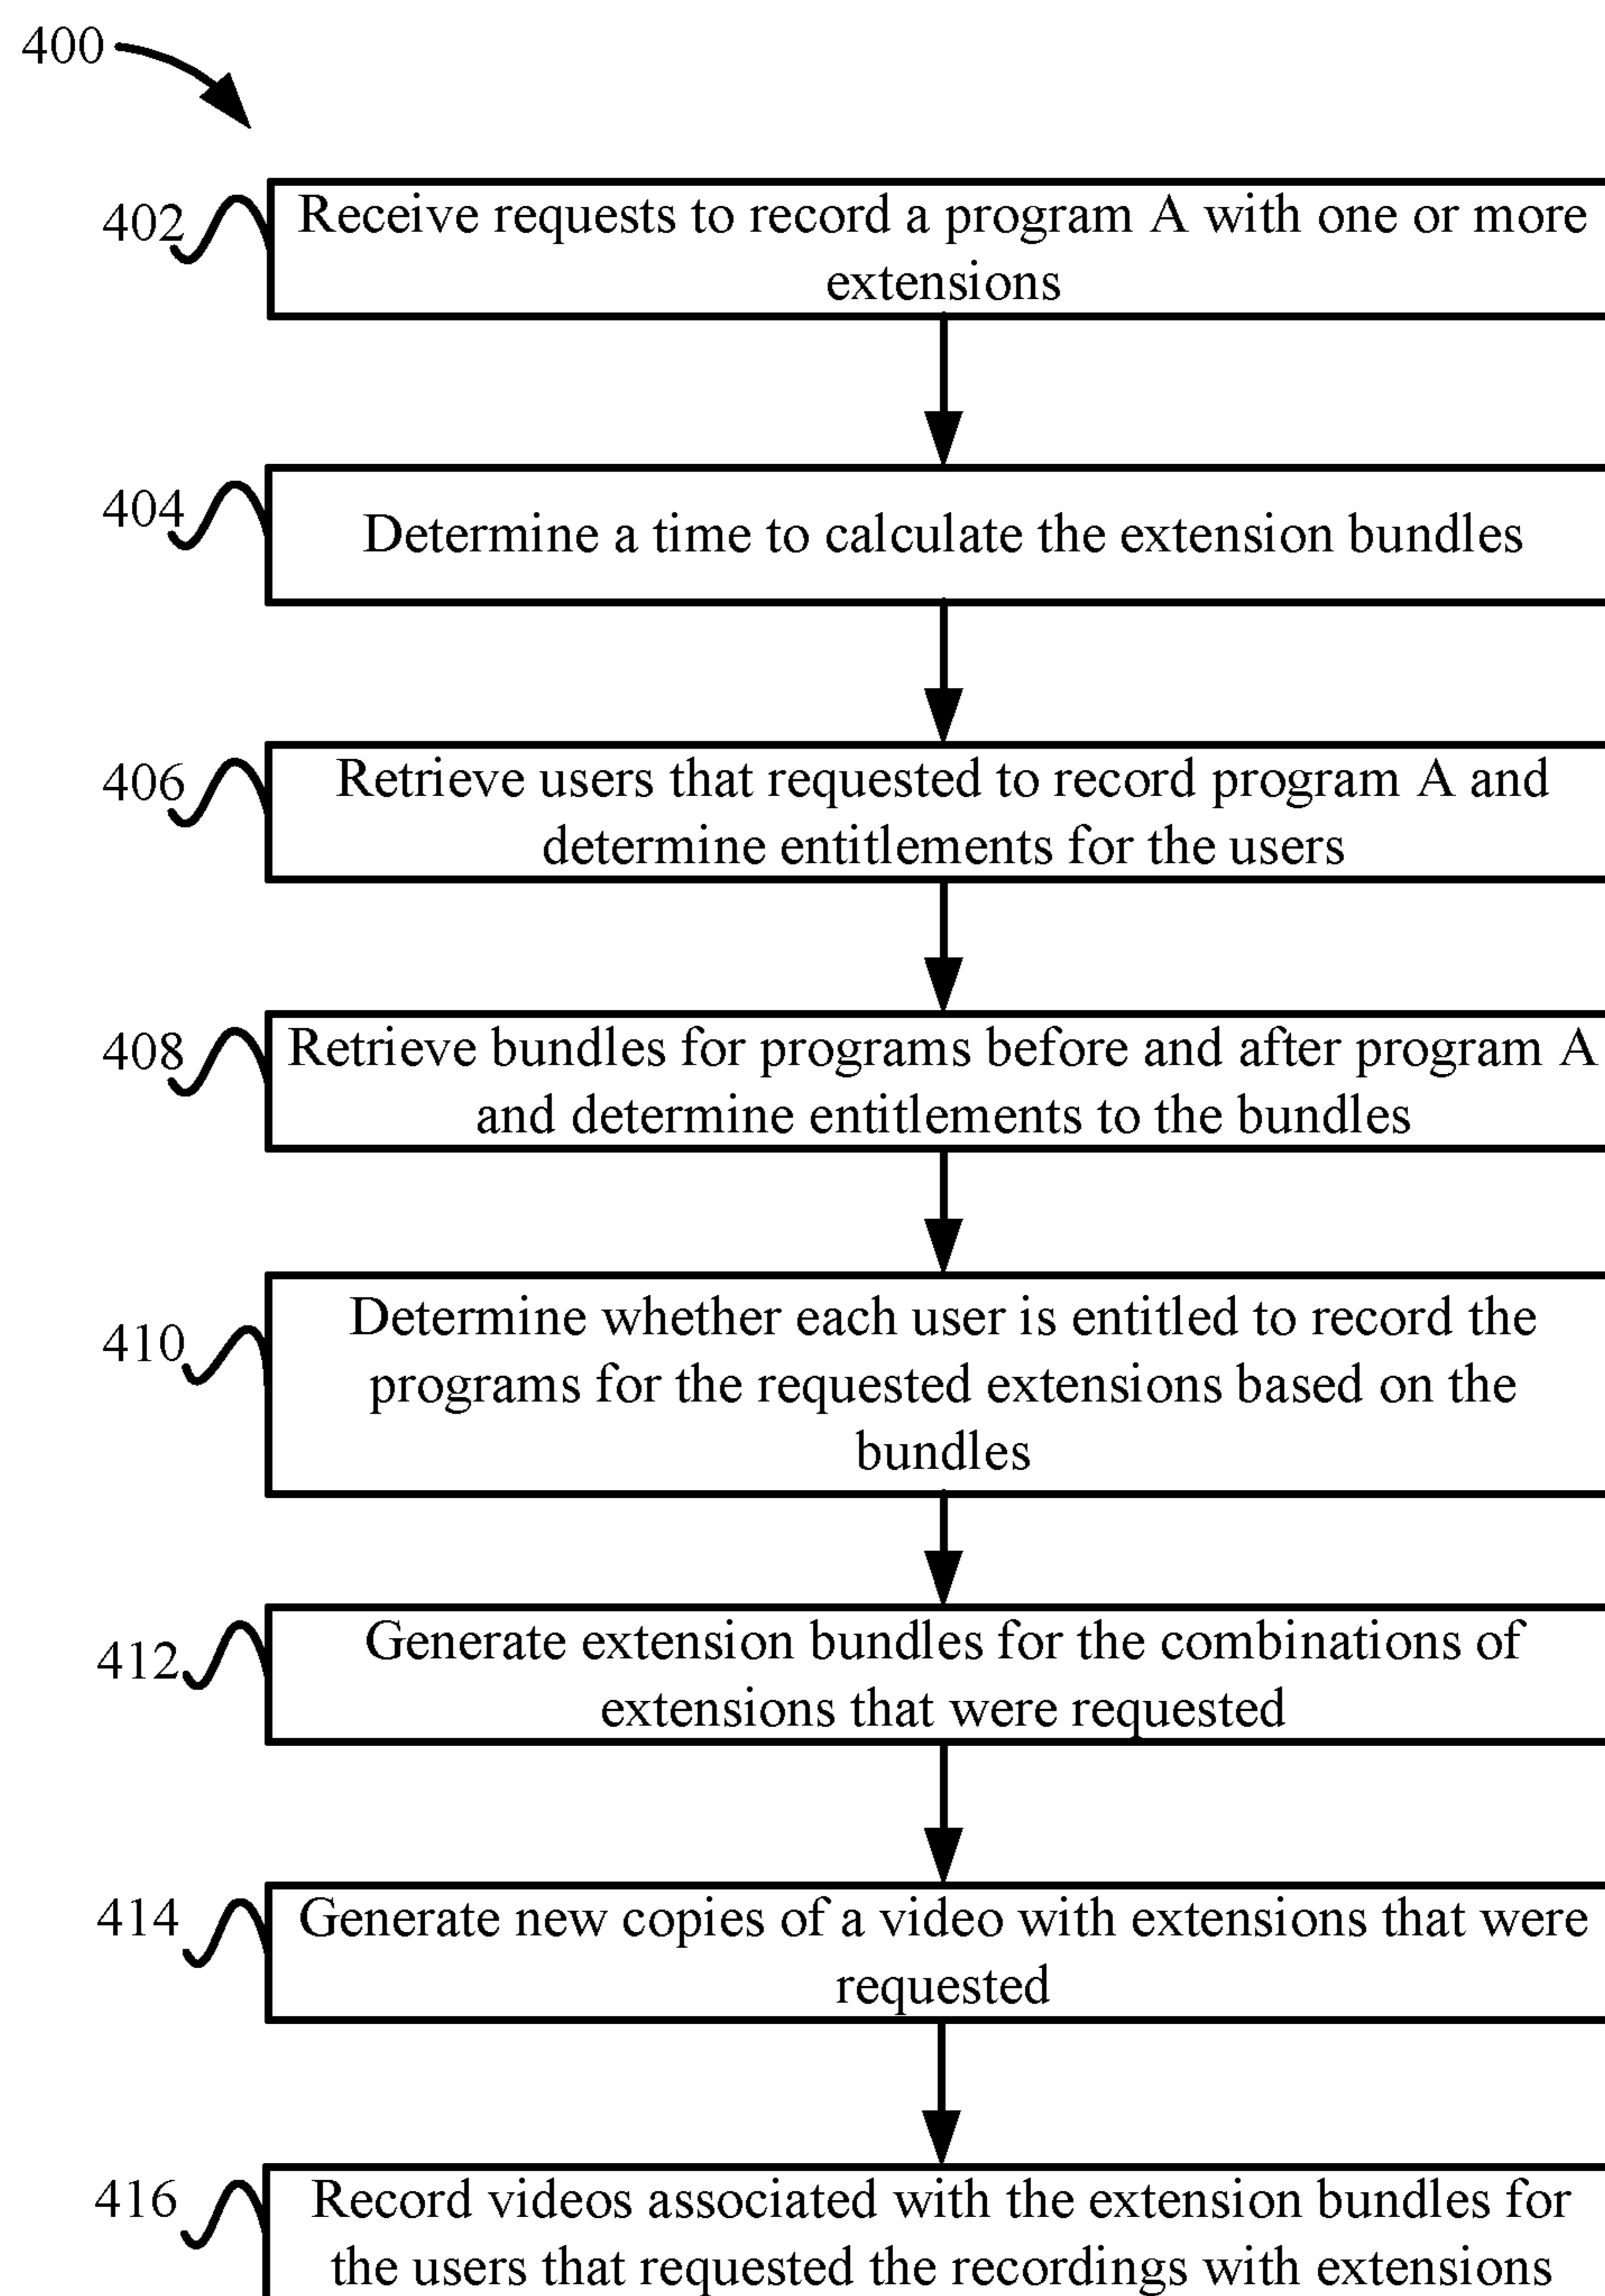 400
402
Receive requests to record a program A with one or more
extensions
404
Determine a time to calculate the extension bundles
406
Retrieve users that requested to record program A and
determine entitlements for the users
408
Retrieve bundles for programs before and after program A
and determine entitlements to the bundles
410
Determine whether each user is entitled to record the
programs for the requested extensions based on the
bundles
412
Generate extension bundles for the combinations of
extensions that were requested
414
Generate new copies of a video with extensions that were
requested
416
Record videos associated with the extension bundles for
the users that requested the recordings with extensions